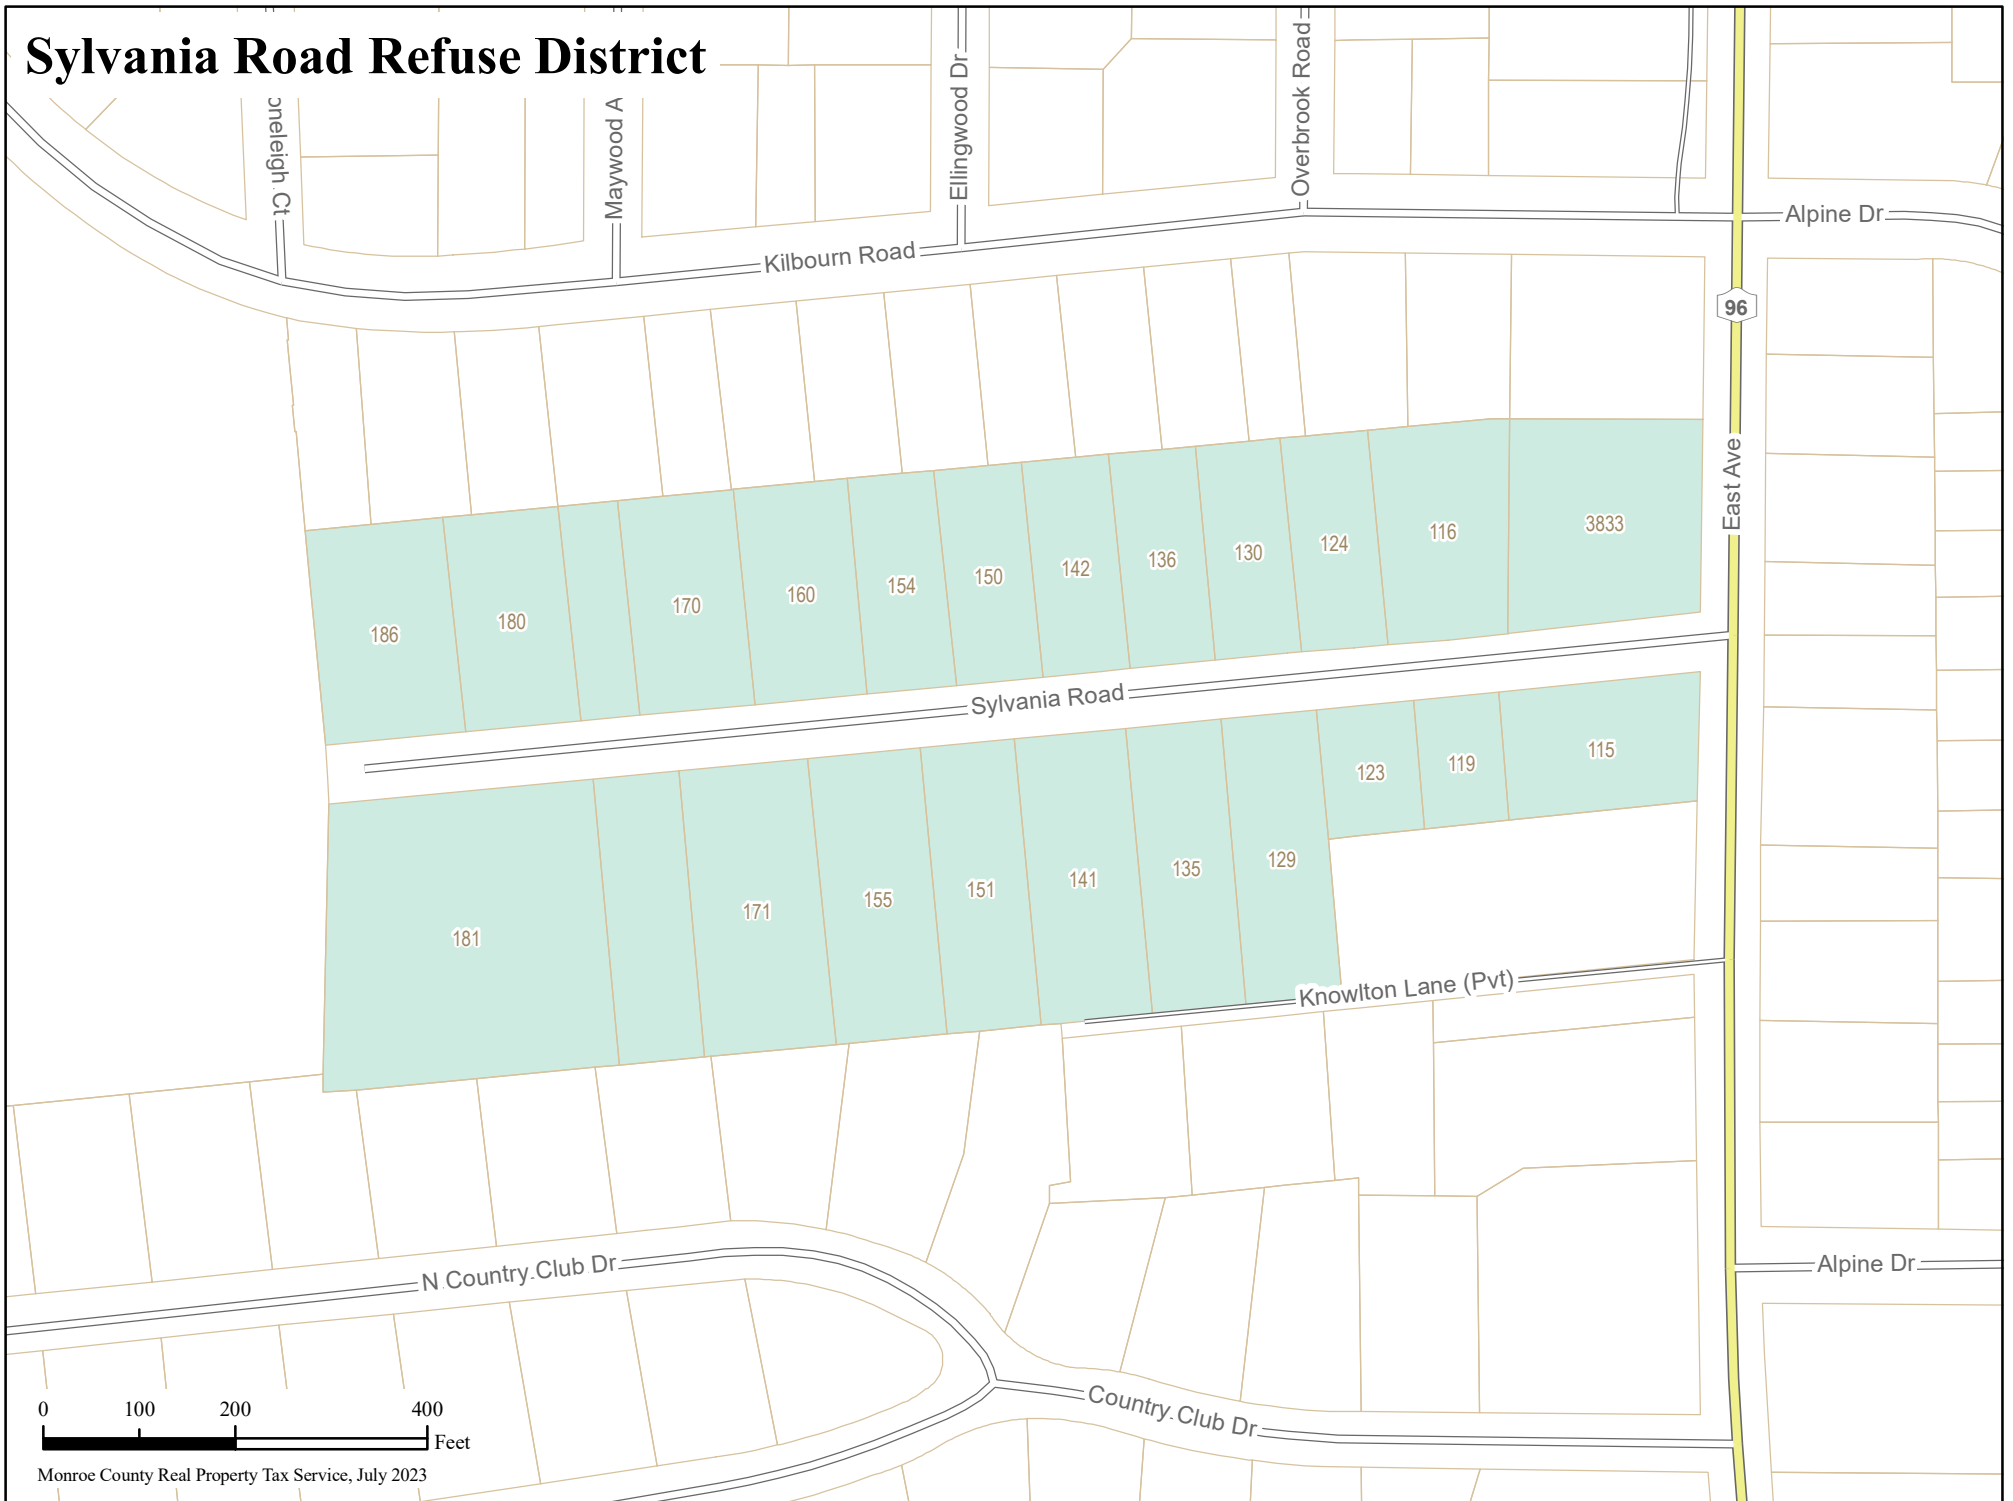 Sylvania Road Refuse District
oneleigh Ct
Maywood A
Ellingwood Dr
Overbrook Road
Kilbourn Road
Alpine Dr
96
East Ave
186
180
170
160
154
150
142
136
130
124
116
3833
Sylvania Road
181
171
155
151
141
135
129
123
119
115
Knowlton Lane (Pvt)
N Country Club Dr
Country Club Dr
Alpine Dr
0 100 200 400
Feet
Monroe County Real Property Tax Service, July 2023